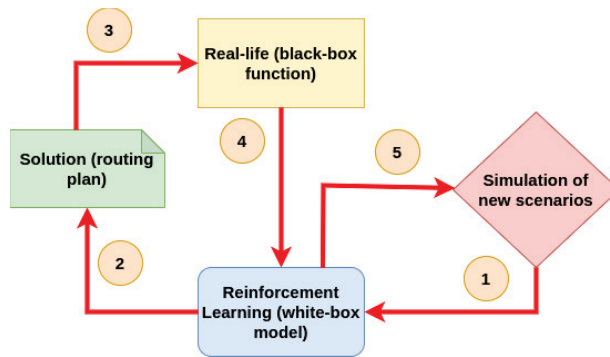 3
Real-life (black-box
function)
4
5
Solution (routing
plan)
Simulation of
new scenarios
2
1
Reinforcement
Learning (white-box
model)